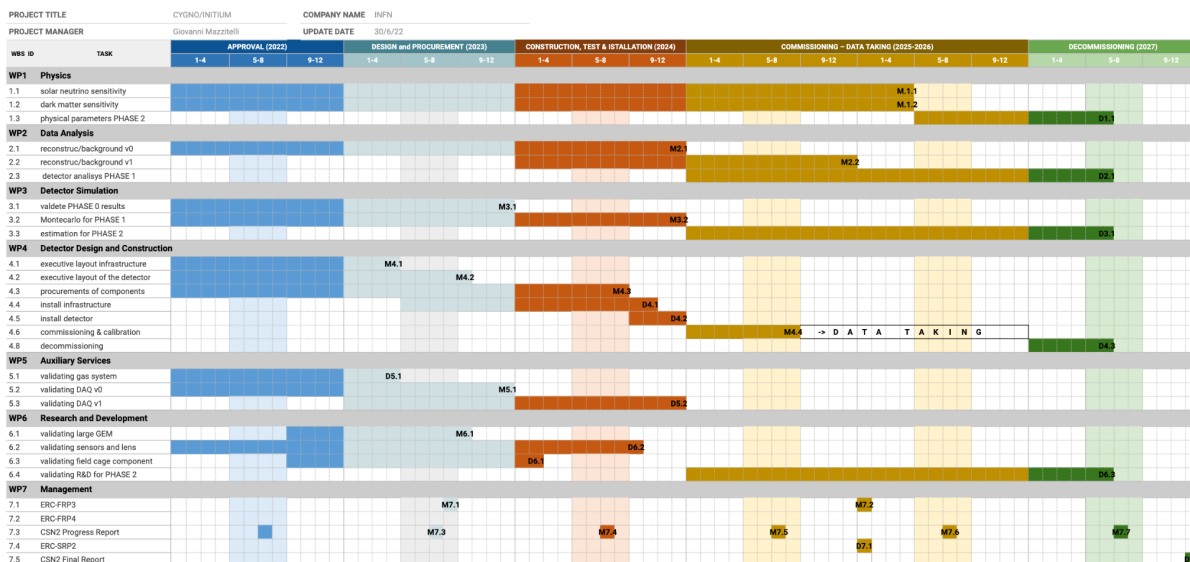 PROJECT TITLE CYGNO/INITIUM COMPANY NAME INFN
PROJECT MANAGER Giovanni Mazzitelli UPDATE DATE 30/6/22
WBS ID TASK APPROVAL (2022) DESIGN and PROCUREMENT (2023) CONSTRUCTION, TEST & ISTALLATION (2024) COMMISSIONING – DATA TAKING (2025-2026) DECOMMISSIONING (2027)
1-4 5-8 9-12 1-4 5-8 9-12 1-4 5-8 9-12 1-4 5-8 9-12 1-4 5-8 9-12 1-4 5-8 9-12
WP1 Physics
1.1 solar neutrino sensitivity M.1.1
1.2 dark matter sensitivity M.1.2
1.3 physical parameters PHASE 2 D1.1
WP2 Data Analysis
2.1 reconstruc/background v0 M2.1
2.2 reconstruc/background v1 M2.2
2.3 detector analisys PHASE 1 D2.1
WP3 Detector Simulation
3.1 valdete PHASE 0 results M3.1
3.2 Montecarlo for PHASE 1 M3.2
3.3 estimation for PHASE 2 D3.1
WP4 Detector Design and Construction
4.1 executive layout infrastructure M4.1
4.2 executive layout of the detector M4.2
4.3 procurements of components M4.3
4.4 install infrastructure D4.1
4.5 install detector D4.2
4.6 commissioning & calibration M4.4 -> D A T A T A K I N G
4.8 decommissioning D4.3
WP5 Auxiliary Services
5.1 validating gas system D5.1
5.2 validating DAQ v0 M5.1
5.3 validating DAQ v1 D5.2
WP6 Research and Development
6.1 validating large GEM M6.1
6.2 validating sensors and lens D6.2
6.3 validating field cage component D6.1
6.4 validating R&D for PHASE 2 D6.3
WP7 Management
7.1 ERC-FRP3 M7.1 M7.2
7.2 ERC-FRP4
7.3 CSN2 Progress Report M7.3 M7.4 M7.5 M7.6 M7.7
7.4 ERC-SRP2 D7.1
7.5 CSN2 Final Report